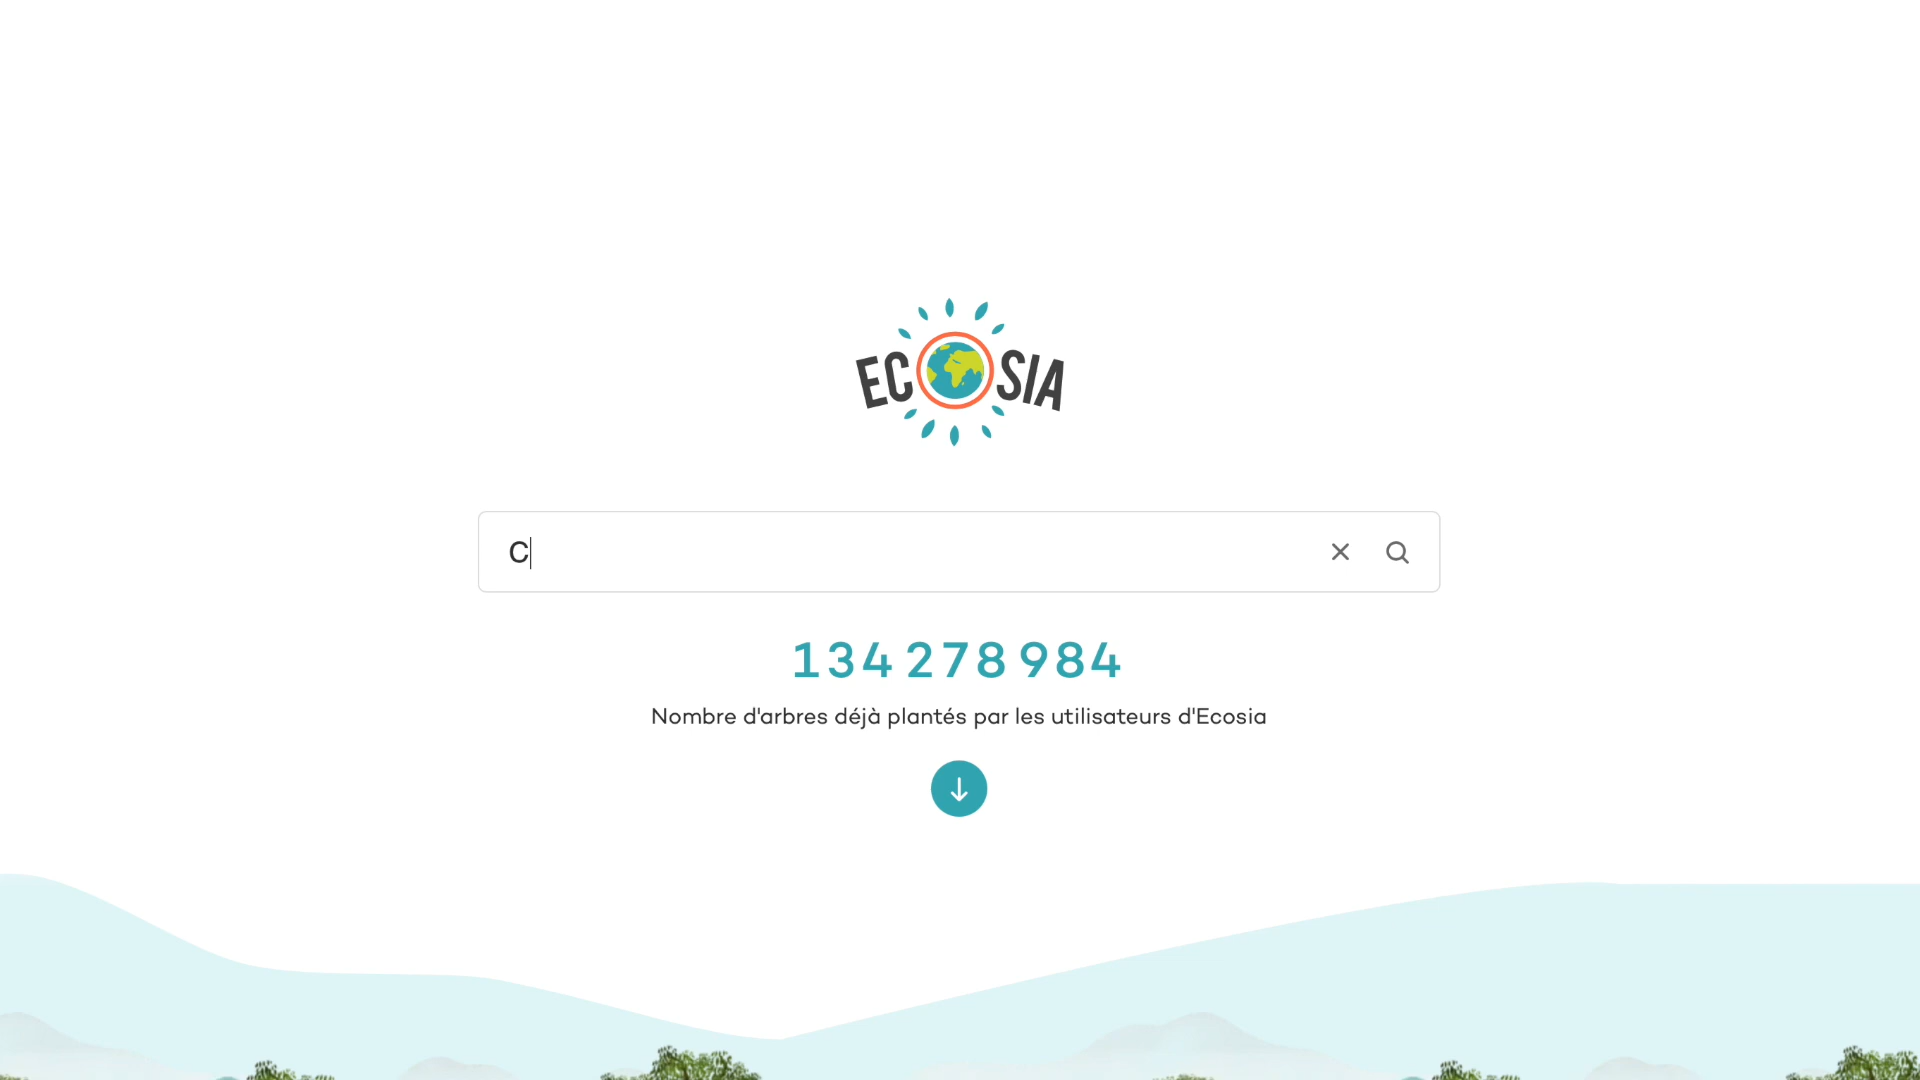 ECOSIA
C
134 278 984
Nombre d'arbres déjà plantés par les utilisateurs d'Ecosia